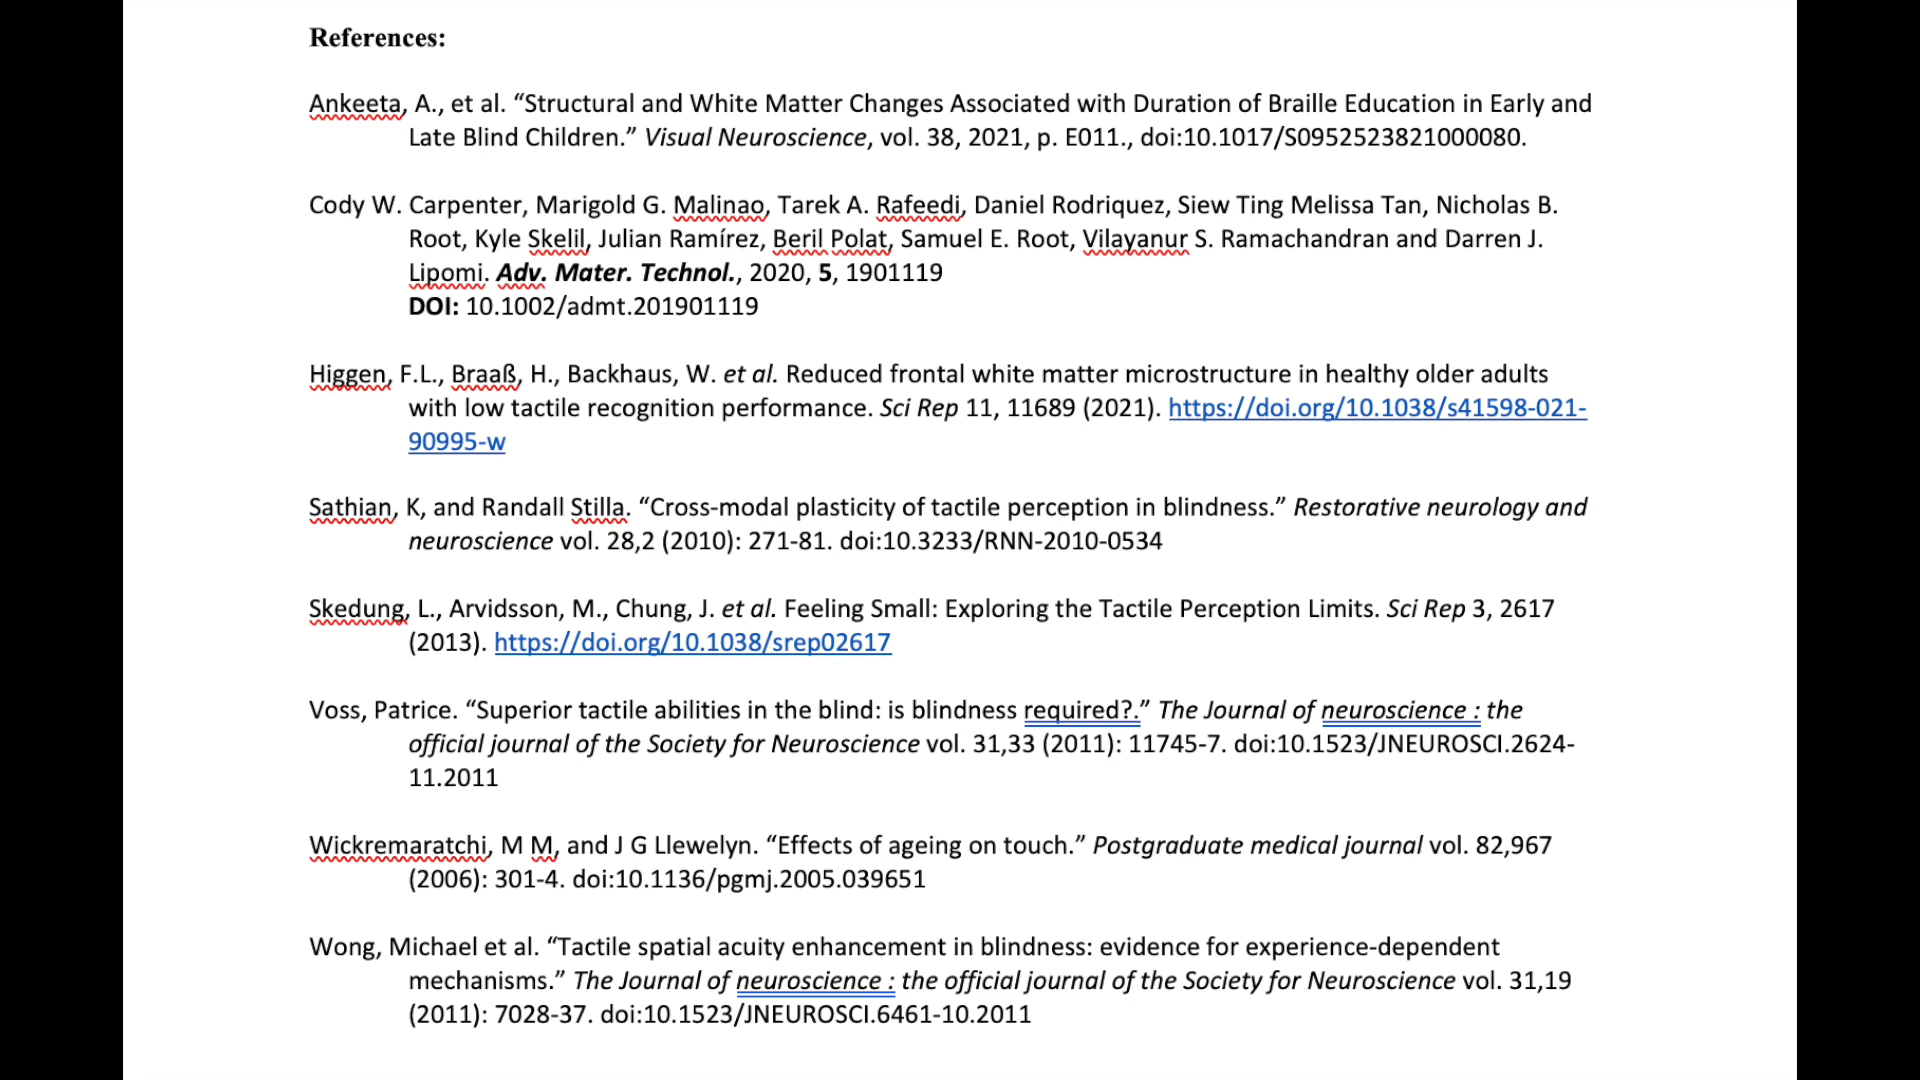 References:
Ankeeta, A., et al. “Structural and White Matter Changes Associated with Duration of Braille Education in Early and
Late Blind Children.” Visual Neuroscience, vol. 38, 2021, p. E011., doi:10.1017/S0952523821000080.
Cody W. Carpenter, Marigold G. Malinao, Tarek A. Rafeedi, Daniel Rodriquez, Siew Ting Melissa Tan, Nicholas B.
Root, Kyle Skelil, Julian Ramírez, Beril Polat, Samuel E. Root, Vilayanur S. Ramachandran and Darren J.
Lipomi. Adv. Mater. Technol., 2020, 5, 1901119
DOI: 10.1002/admt.201901119
Higgen, F.L., Braaß, H., Backhaus, W. et al. Reduced frontal white matter microstructure in healthy older adults
with low tactile recognition performance. Sci Rep 11, 11689 (2021). https://doi.org/10.1038/s41598-021-
90995-w
Sathian, K, and Randall Stilla. “Cross-modal plasticity of tactile perception in blindness.” Restorative neurology and
neuroscience vol. 28,2 (2010): 271-81. doi:10.3233/RNN-2010-0534
Skedung, L., Arvidsson, M., Chung, J. et al. Feeling Small: Exploring the Tactile Perception Limits. Sci Rep 3, 2617
(2013). https://doi.org/10.1038/srep02617
Voss, Patrice. “Superior tactile abilities in the blind: is blindness required?.” The Journal of neuroscience : the
official journal of the Society for Neuroscience vol. 31,33 (2011): 11745-7. doi:10.1523/JNEUROSCI.2624-
11.2011
Wickremaratchi, M M, and J G Llewelyn. “Effects of ageing on touch.” Postgraduate medical journal vol. 82,967
(2006): 301-4. doi:10.1136/pgmj.2005.039651
Wong, Michael et al. “Tactile spatial acuity enhancement in blindness: evidence for experience-dependent
mechanisms.” The Journal of neuroscience : the official journal of the Society for Neuroscience vol. 31,19
(2011): 7028-37. doi:10.1523/JNEUROSCI.6461-10.2011